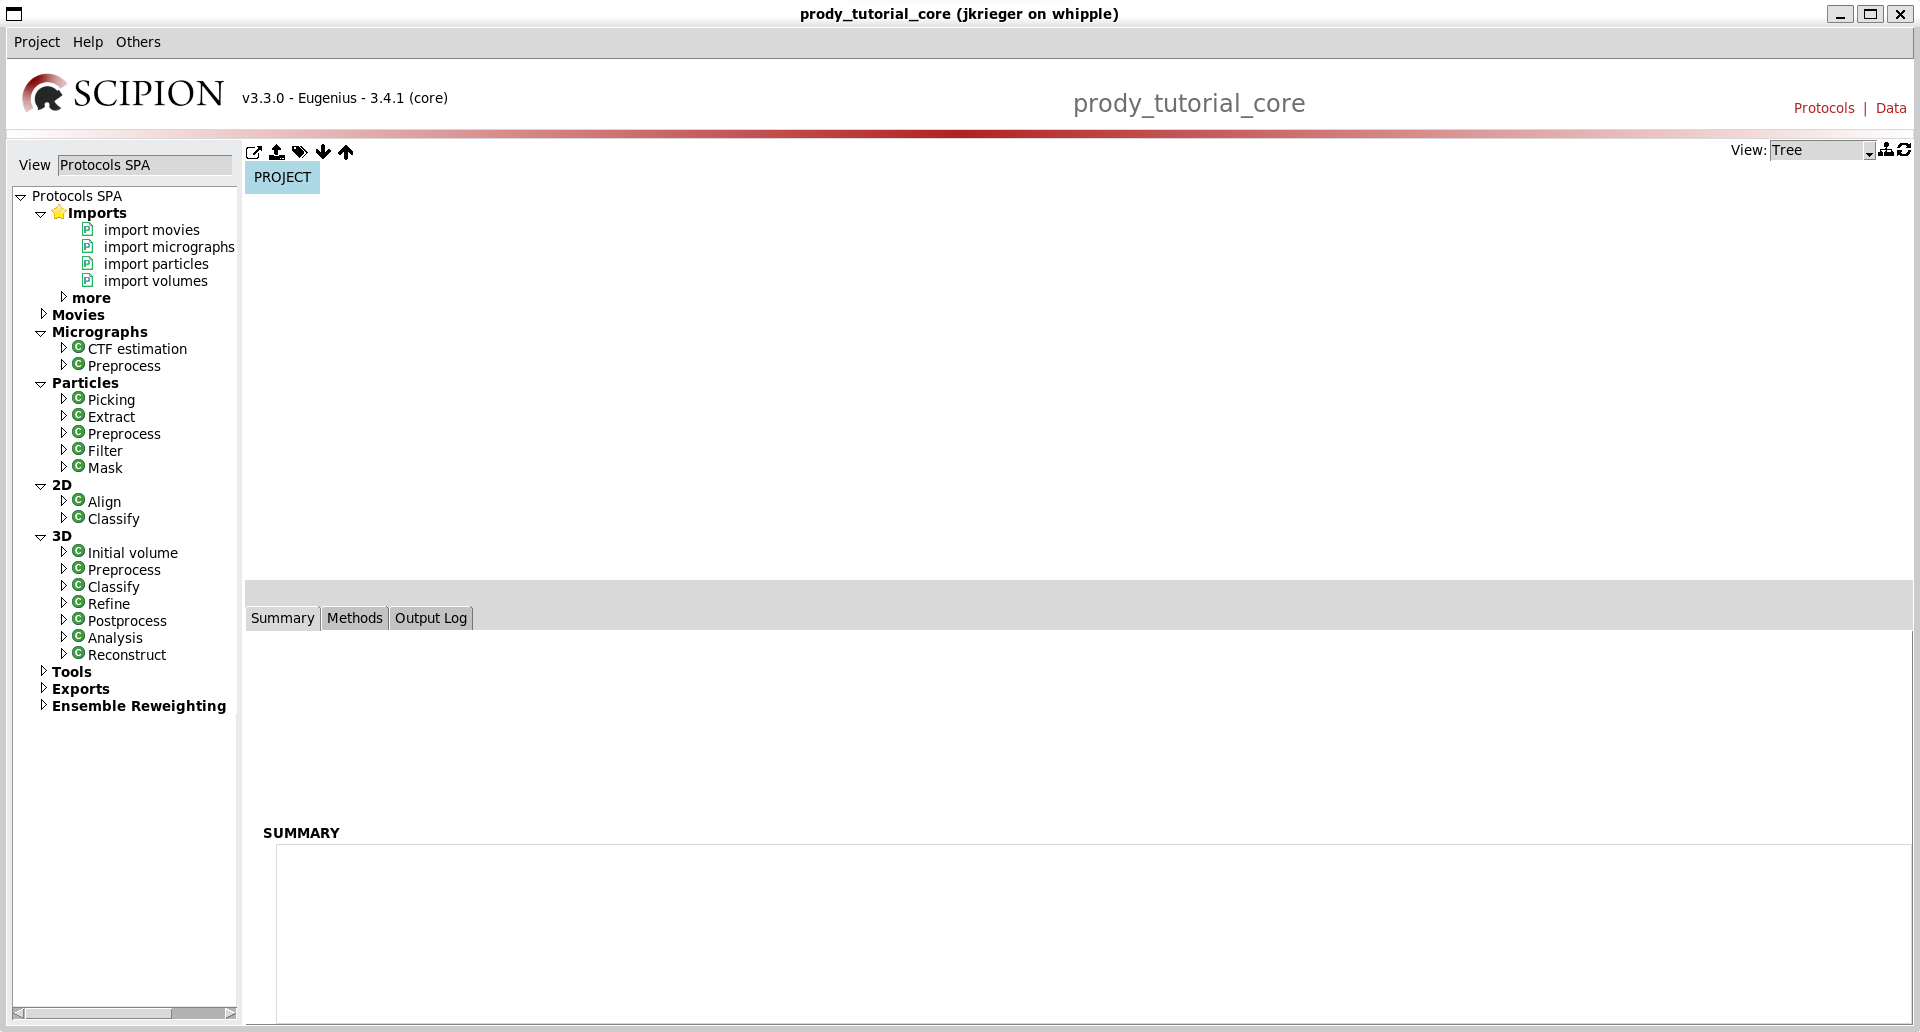 prody_tutorial_core (jkrieger on whipple)
Project Help Others
SCIPION v3.3.0 - Eugenius - 3.4.1 (core) prody_tutorial_core Protocols | Data
View Protocols SPA
View: Tree
PROJECT
Protocols SPA
Imports
import movies
import micrographs
import particles
import volumes
more
Movies
Micrographs
C CTF estimation
C Preprocess
Particles
C Picking
C Extract
C Preprocess
C Filter
C Mask
2D
C Align
C Classify
3D
C Initial volume
C Preprocess
C Classify
C Refine
C Postprocess
C Analysis
C Reconstruct
Tools
Exports
Ensemble Reweighting
Summary Methods Output Log
SUMMARY